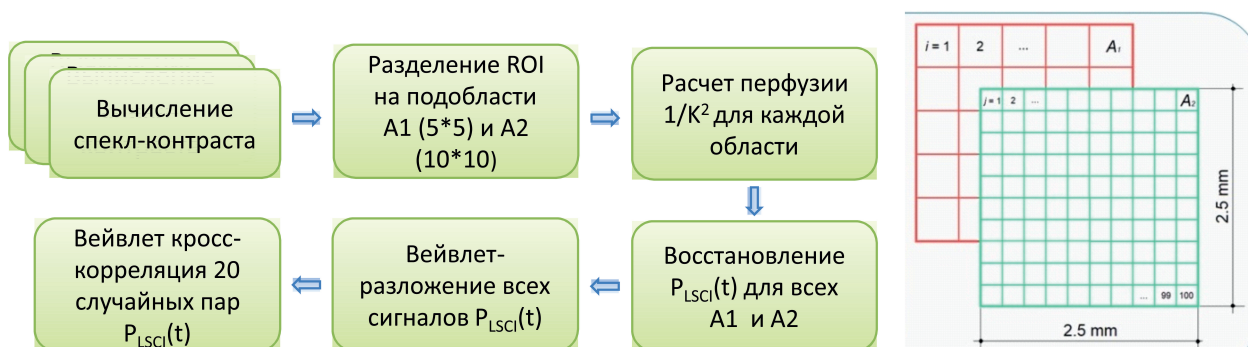 Вычисление
спекл-контраста
Разделение ROI
на подобласти
A1 (5*5) и A2
(10*10)
Расчет перфузии
1/K² для каждой
области
Восстановление
P_LSCI(t) для всех
A1 и A2
Вейвлет-
разложение всех
сигналов P_LSCI(t)
Вейвлет кросс-
корреляция 20
случайных пар
P_LSCI(t)
i = 1 2 ... A₁
j = 1 2 ... A₂
... 99 100
2.5 mm
2.5 mm